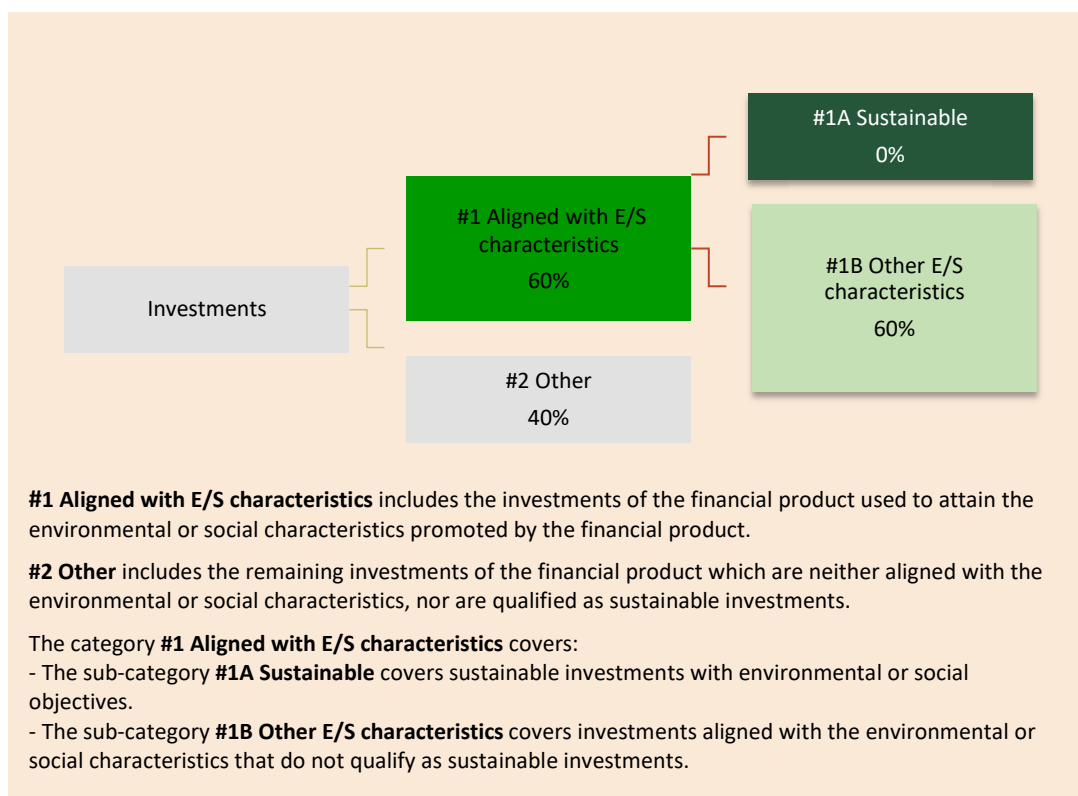 #1A Sustainable
0%
#1 Aligned with E/S
characteristics
60%
#1B Other E/S
characteristics
60%
Investments
#2 Other
40%
#1 Aligned with E/S characteristics includes the investments of the financial product used to attain the
environmental or social characteristics promoted by the financial product.
#2 Other includes the remaining investments of the financial product which are neither aligned with the
environmental or social characteristics, nor are qualified as sustainable investments.
The category #1 Aligned with E/S characteristics covers:
- The sub-category #1A Sustainable covers sustainable investments with environmental or social
objectives.
- The sub-category #1B Other E/S characteristics covers investments aligned with the environmental or
social characteristics that do not qualify as sustainable investments.